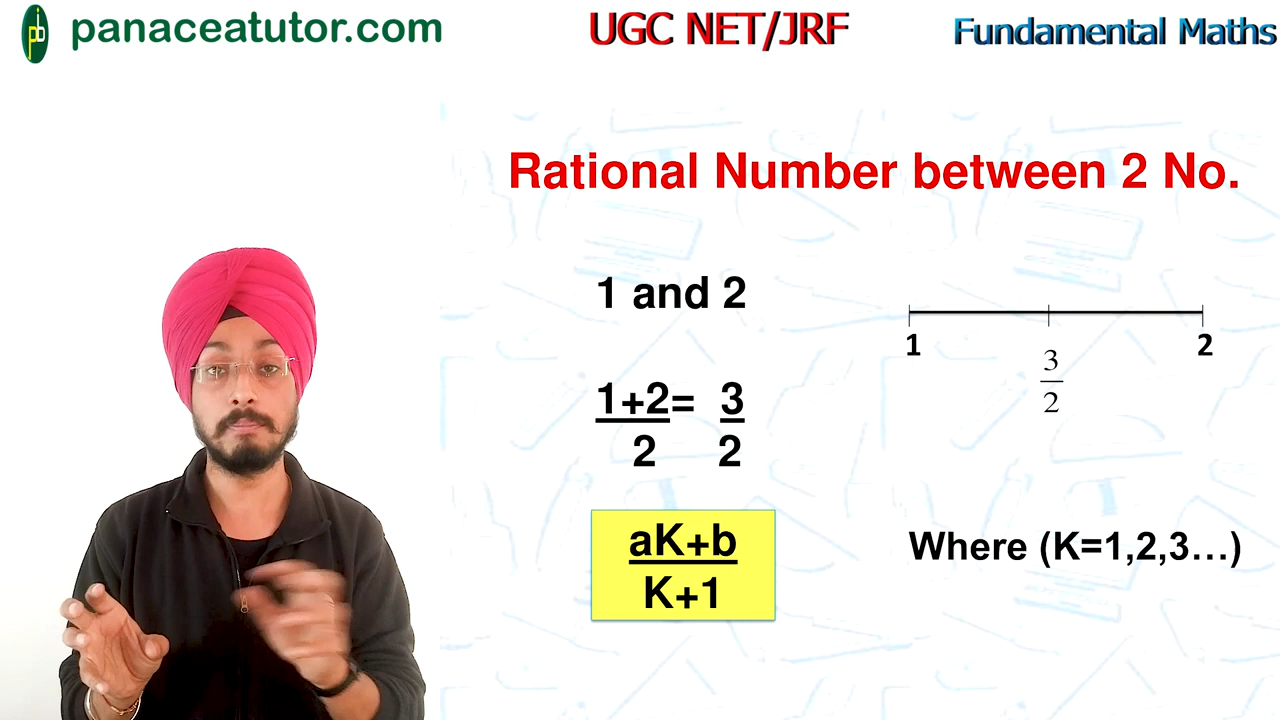 pb panaceatutor.com
UGC NET/JRF
Fundamental Maths
Rational Number between 2 No.
1 and 2
1+2= 3
2 2
aK+b
K+1
1 2
3
2
Where (K=1,2,3...)